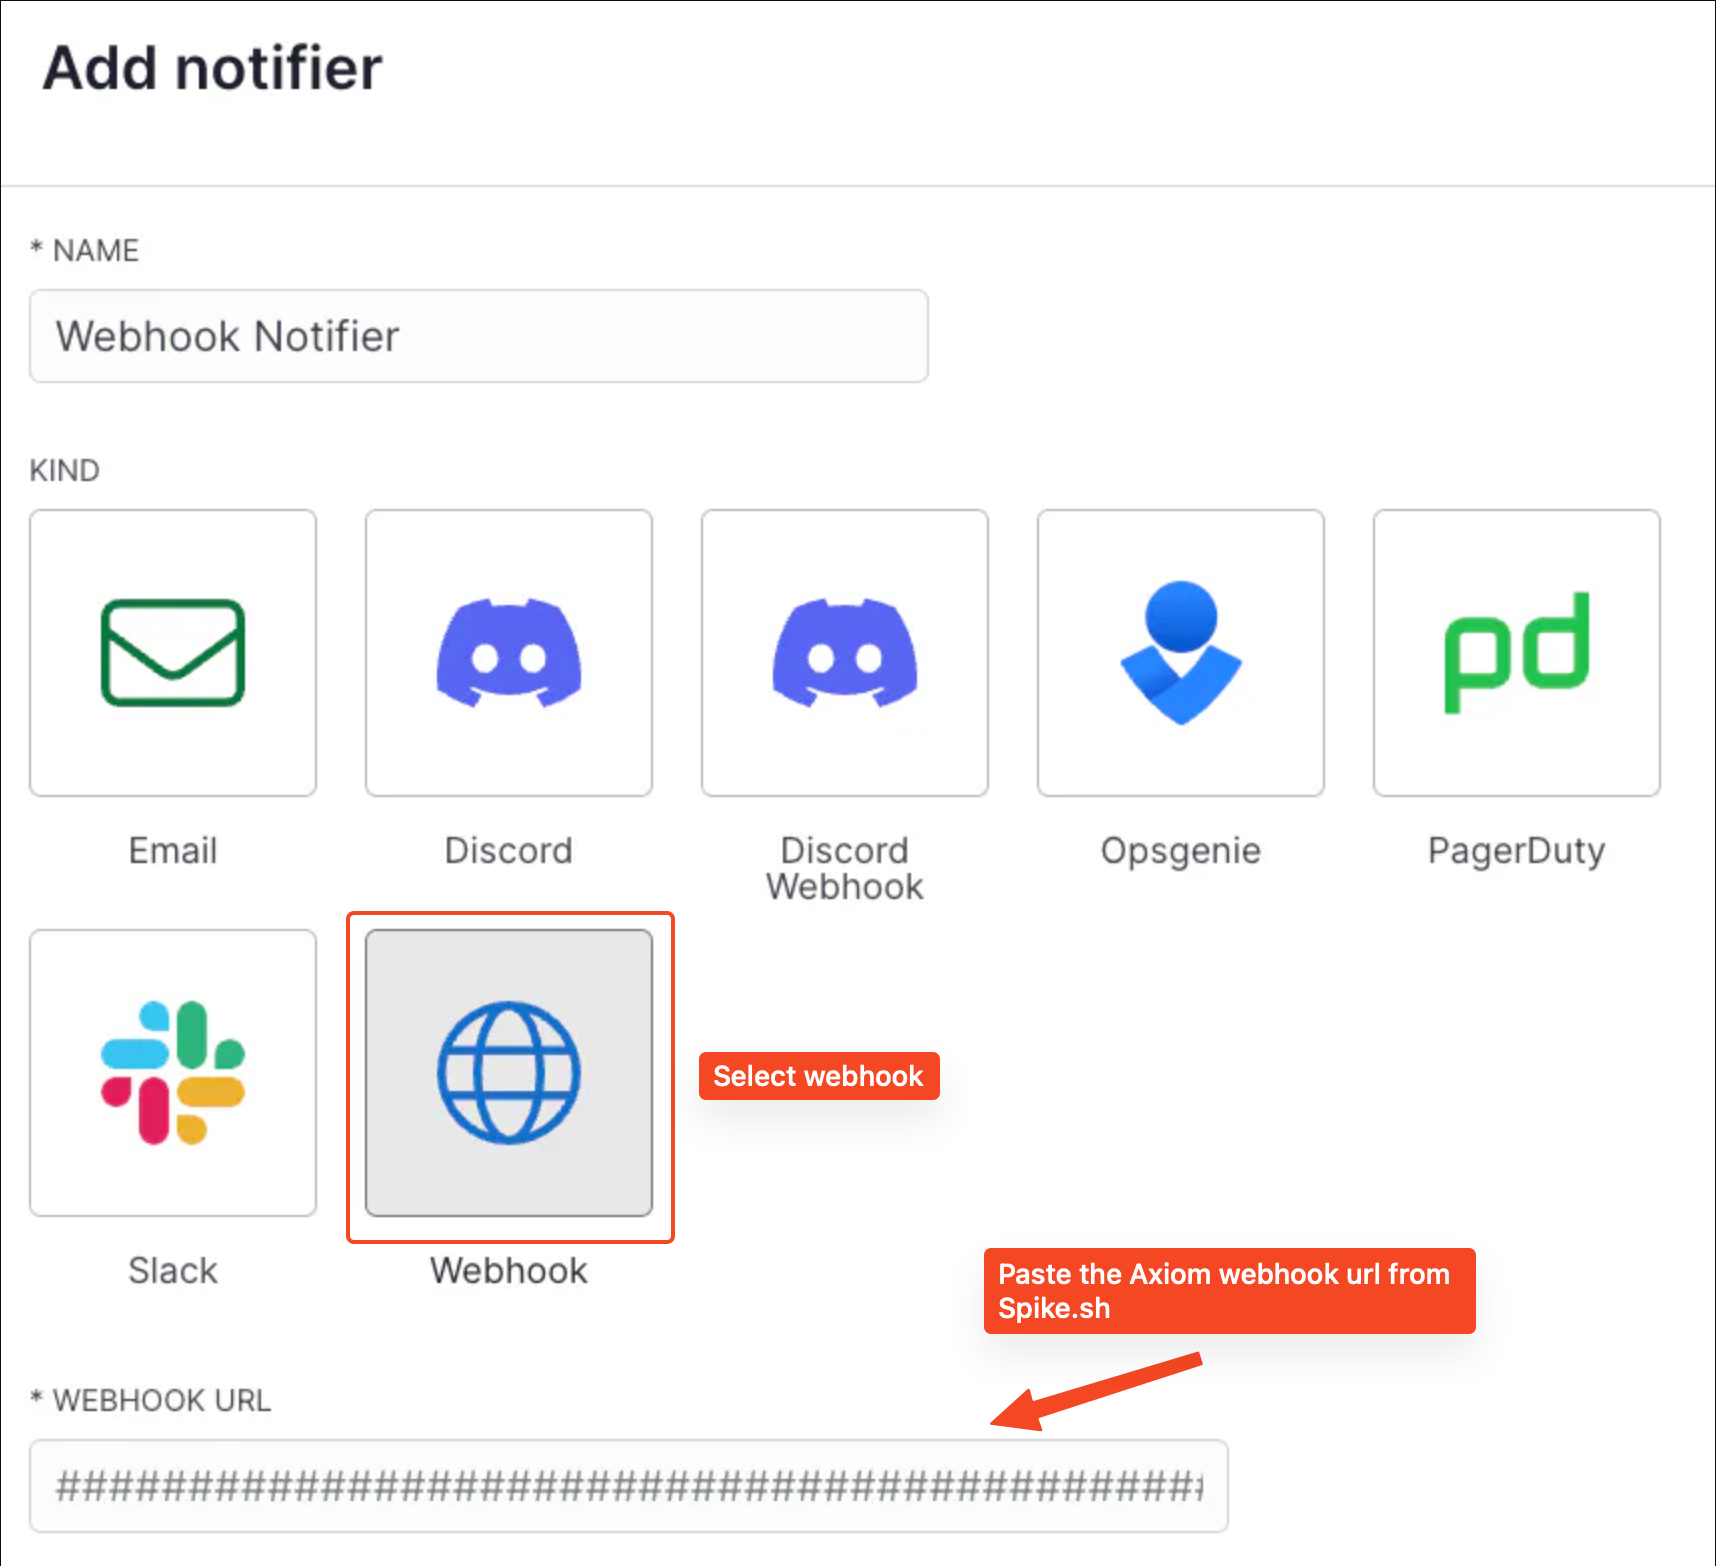 Add notifier
* NAME
Webhook Notifier
KIND
pd
Email
Discord
Discord
Webhook
Opsgenie
PagerDuty
Select webhook
Slack
Webhook
Paste the Axiom webhook url from
Spike.sh
* WEBHOOK URL
############################################